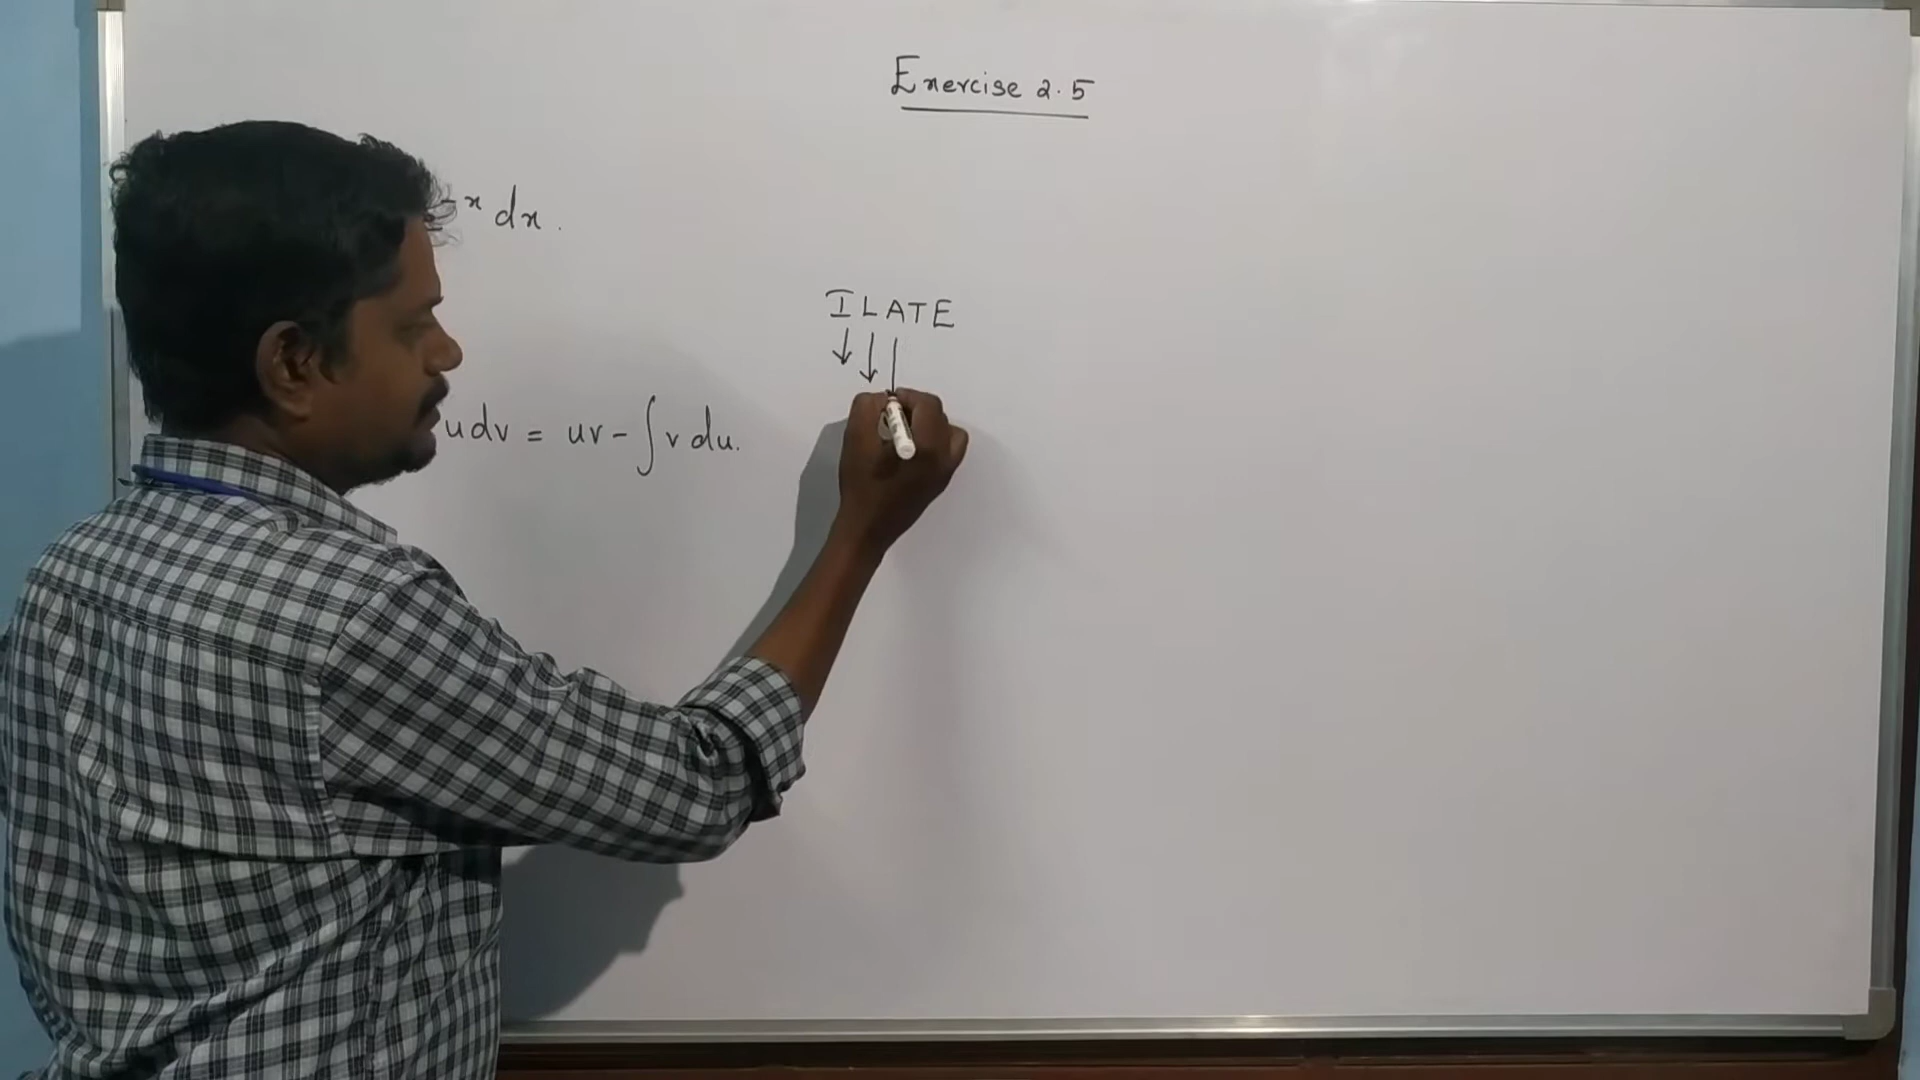 Exercise 2.5
-x dx.
ILATE
udv = uv - ∫v du.